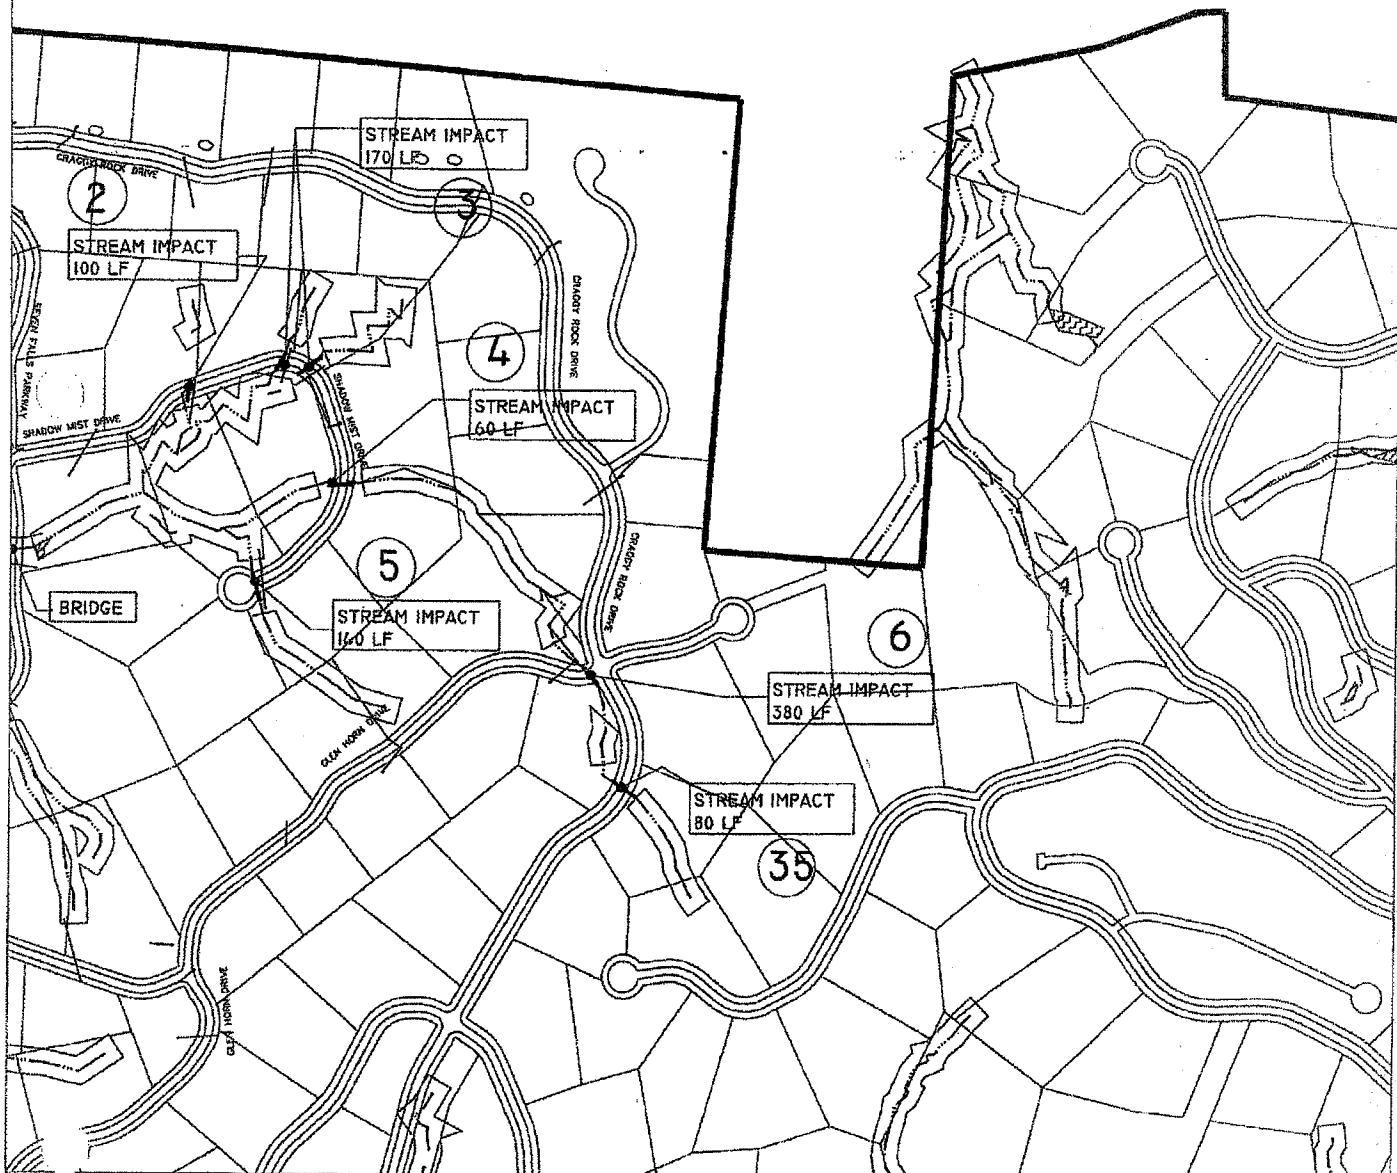 STREAM IMPACT
170 LF
CRAGGY ROCK DRIVE
2
3
STREAM IMPACT
100 LF
CRAGGY ROCK DRIVE
SEVEN FALLS PARKWAY
4
SHADOW MIST DRIVE
STREAM IMPACT
60 LF
SHADOW MIST DRIVE
CRAGGY ROCK DRIVE
5
BRIDGE
STREAM IMPACT
140 LF
6
STREAM IMPACT
380 LF
GLEN HORN DRIVE
STREAM IMPACT
80 LF
35
GLEN HORN DRIVE